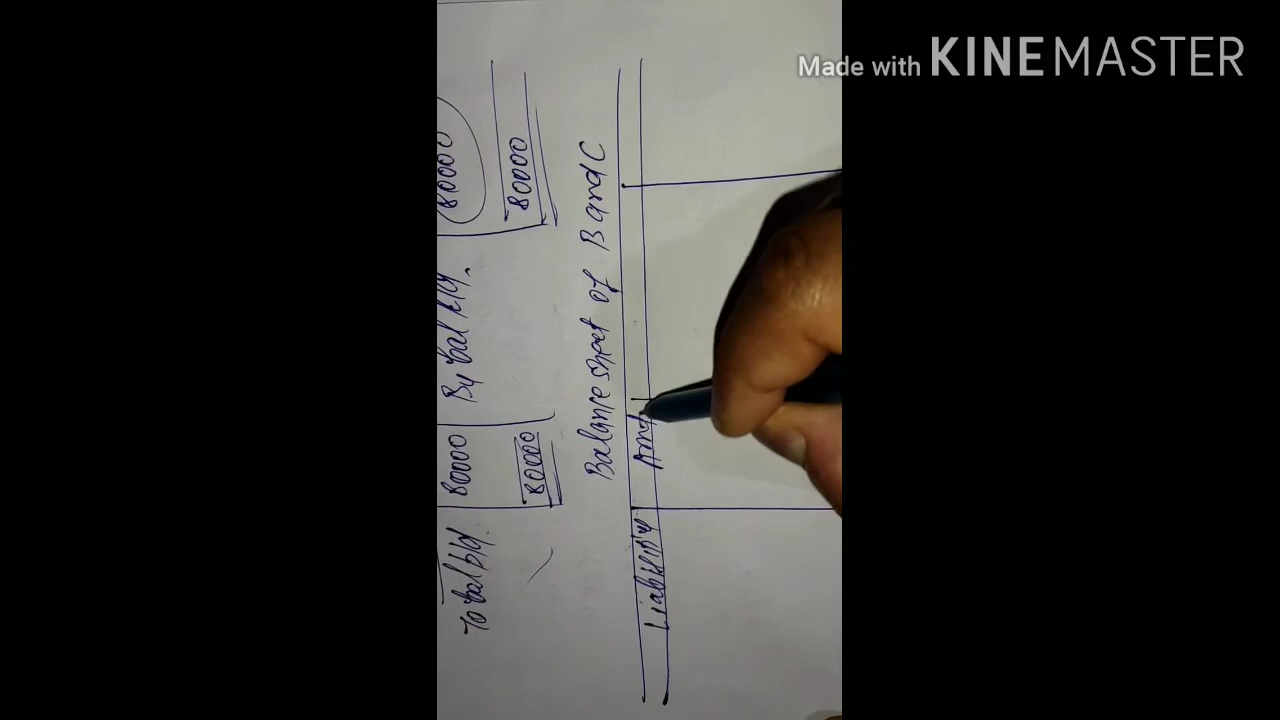 Made with KINEMASTER
80000
To bal b/d 80000 By bal c/d.
80000 80000
Balance sheet of B and C
Liability Amt